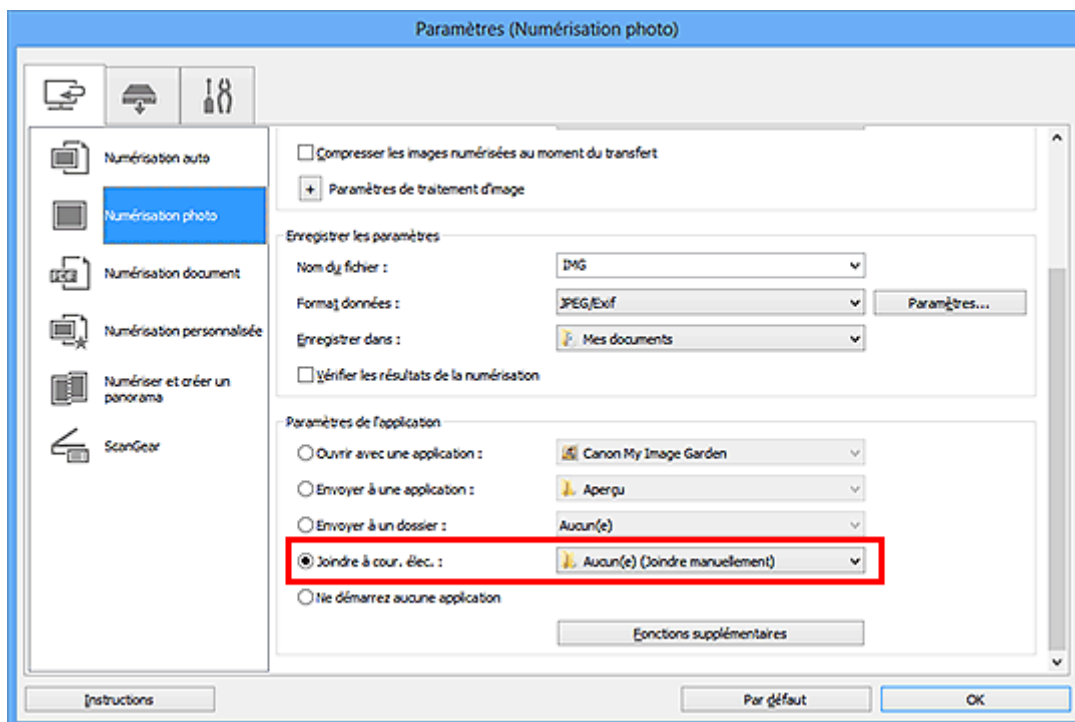 Paramètres (Numérisation photo)
Numérisation auto
Numérisation photo
Numérisation document
Numérisation personnalisée
Numériser et créer un
panorama
ScanGear
Compresser les images numérisées au moment du transfert
+ Paramètres de traitement d'image
Enregistrer les paramètres
Nom du fichier : IMG
Format données : JPEG/Exif Paramètres...
Enregistrer dans : Mes documents
Vérifier les résultats de la numérisation
Paramètres de l'application
Ouvrir avec une application : Canon My Image Garden
Envoyer à une application : Aperçu
Envoyer à un dossier : Aucun(e)
Joindre à cour. élec. : Aucun(e) (Joindre manuellement)
Ne démarrez aucune application
Fonctions supplémentaires
Instructions Par défaut OK